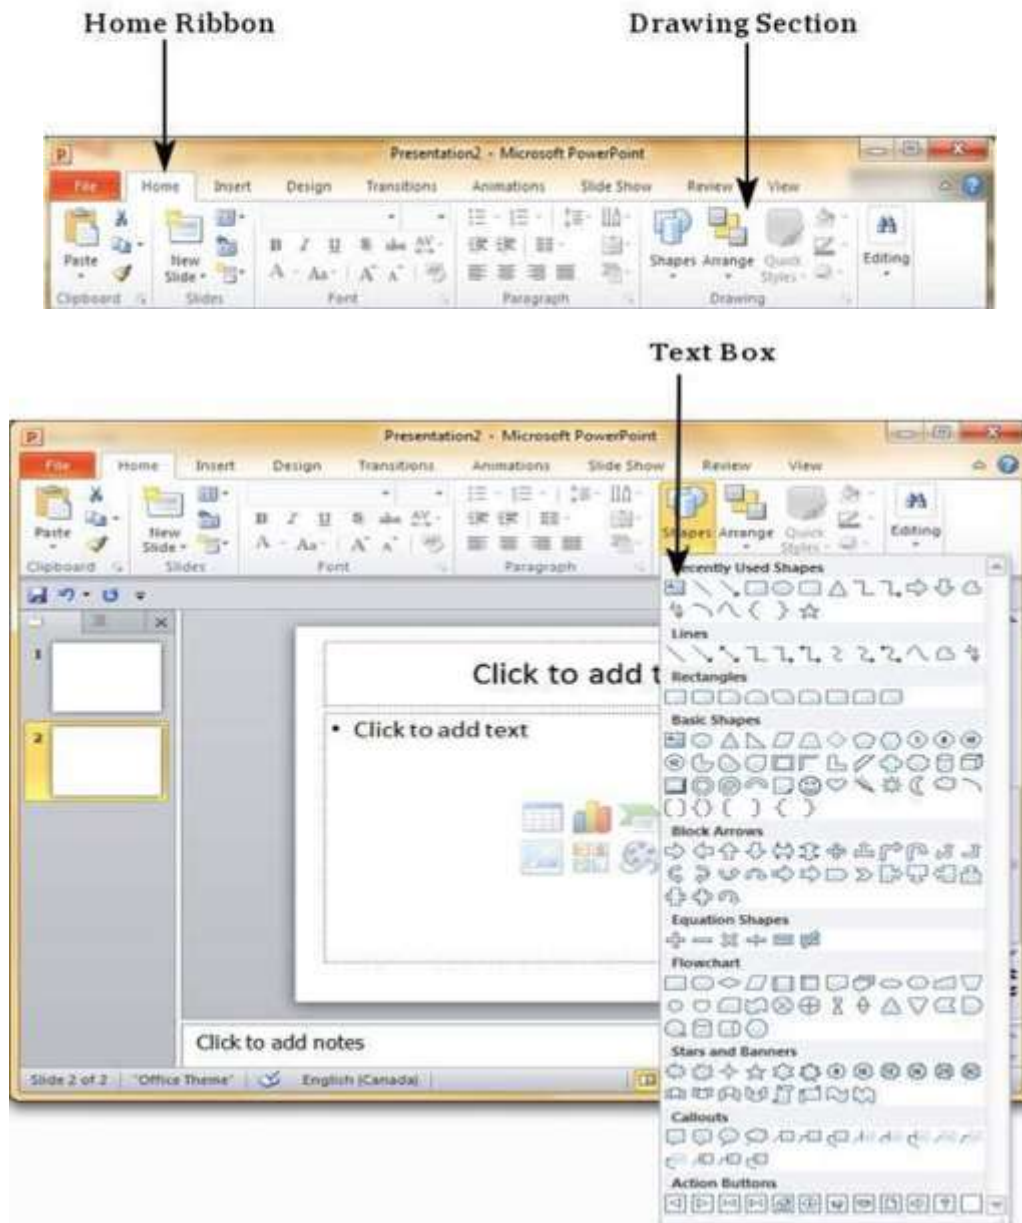 Home Ribbon Drawing Section
Presentation2 - Microsoft PowerPoint
File Home Insert Design Transitions Animations Slide Show Review View
Paste New Slide Shapes Arrange Quick Styles Editing
Clipboard Slides Font Paragraph Drawing
Text Box
Presentation2 - Microsoft PowerPoint
File Home Insert Design Transitions Animations Slide Show Review View
Paste New Slide Shapes Arrange Quick Styles Editing
Clipboard Slides Font Paragraph
Recently Used Shapes
Lines
Rectangles
Basic Shapes
Block Arrows
Equation Shapes
Flowchart
Stars and Banners
Callouts
Action Buttons
1
2
Click to add t
• Click to add text
Click to add notes
Slide 2 of 2 "Office Theme" English (Canada)